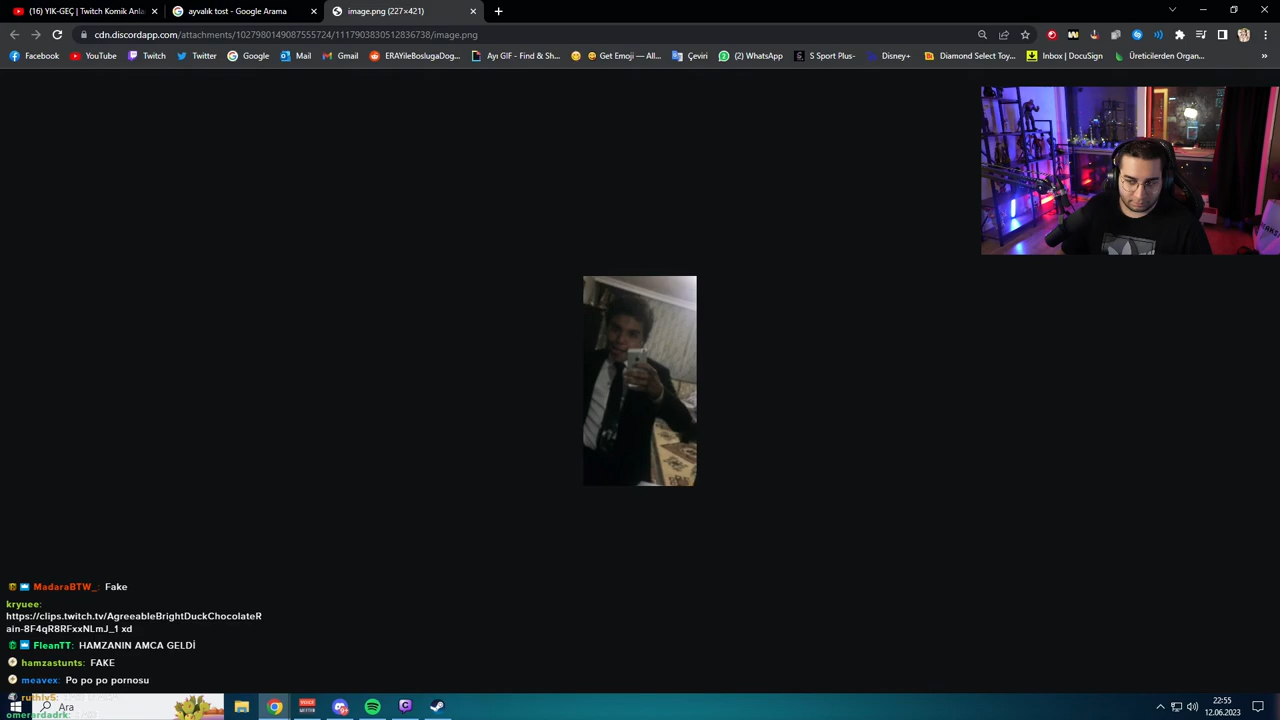 (16) YIK-GEÇ | Twitch Komik Anla
ayvalık tost - Google Arama
image.png (227×421)
cdn.discordapp.com/attachments/1027980149087555724/1117903830512836738/image.png
Facebook
YouTube
Twitch
Twitter
Google
Mail
Gmail
ERAYileBoslugaDog...
Ayı GIF - Find & Sh...
Get Emoji — All...
Çeviri
(2) WhatsApp
S Sport Plus-
Disney+
Diamond Select Toy...
Inbox | DocuSign
Üreticilerden Organ...
»
MadaraBTW_: Fake
kryuee:
https://clips.twitch.tv/AgreeableBrightDuckChocolateR
ain-8F4qR8RFxxNLmJ_1 xd
FleanTT: HAMZANIN AMCA GELDİ
hamzastunts: FAKE
meavex: Po po po pornosu
Ara
omerardadrk:
22:55
12.06.2023